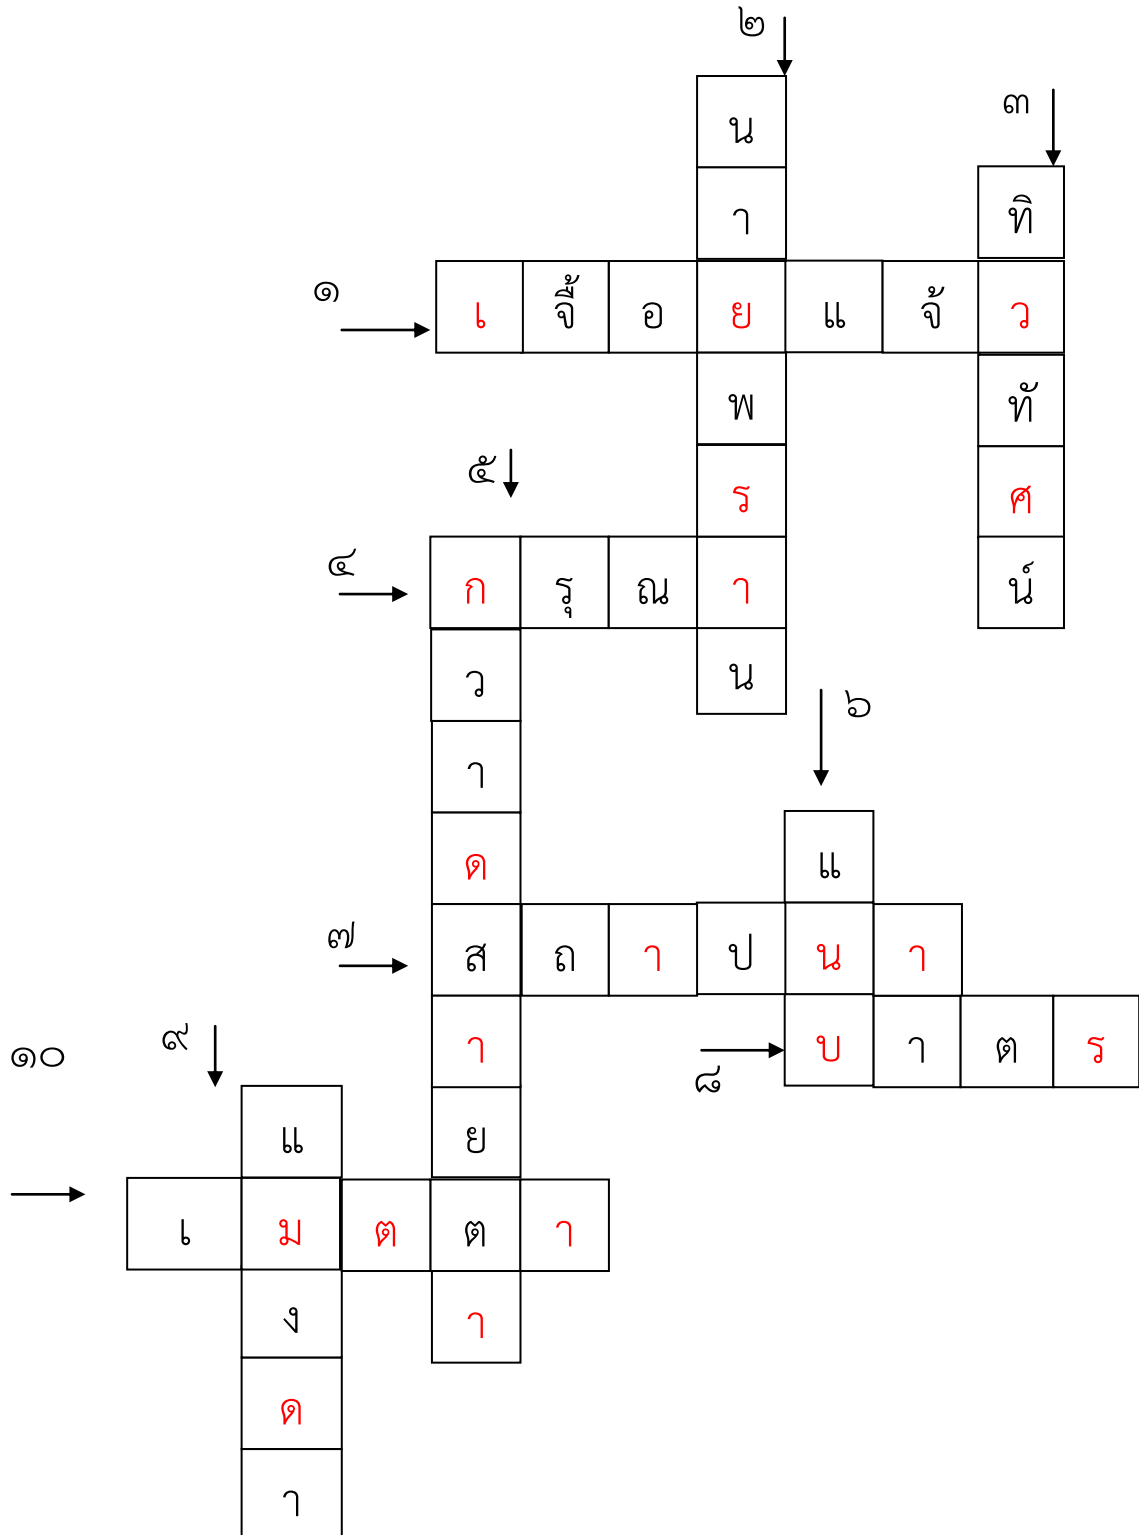 ๒
๓
น
า
ทิ
๑
เ จื้ อ ย แ จ้ ว
พ
ทั
๕
ร
ศ
๔
ก รุ ณ า
น์
ว
น
๖
า
ด
แ
๗
ส ถ า ป น า
๑๐
๙
า
๘
บ า ต ร
แ
ย
เ ม ต ต า
ง
า
ด
า